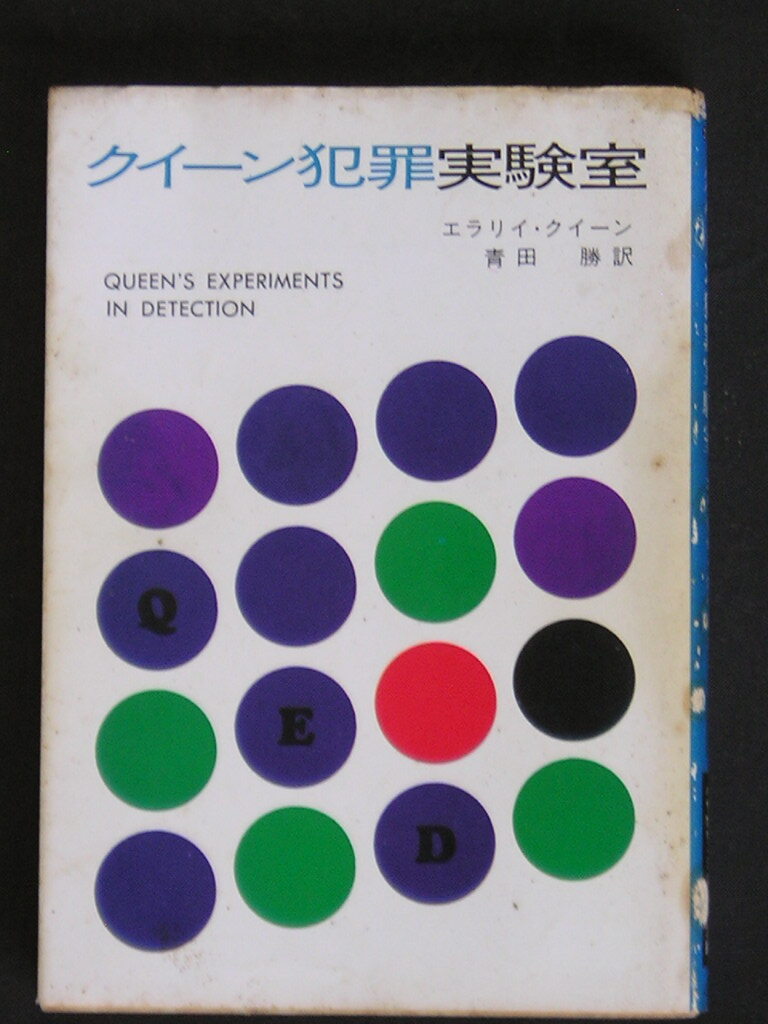 クイーン犯罪実験室
エラリイ・クイーン
青田 勝訳
QUEEN'S EXPERIMENTS
IN DETECTION
Q
E
D